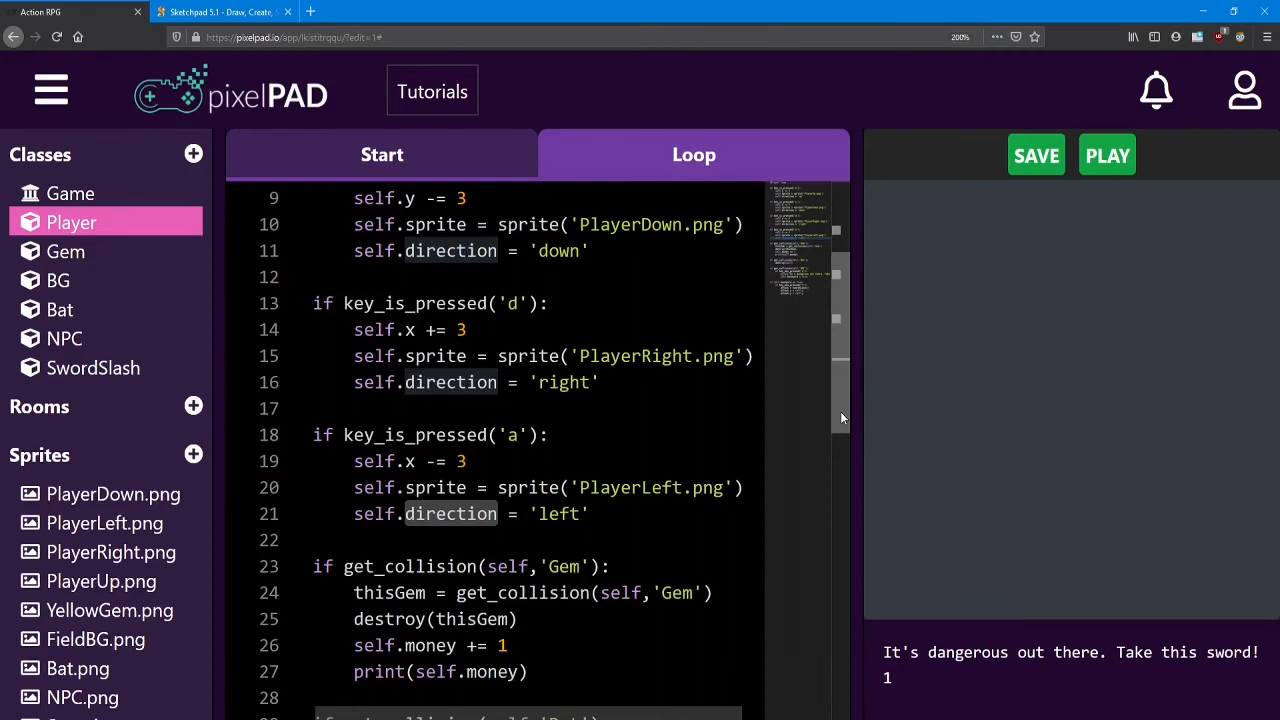 Action RPG
Sketchpad 5.1 - Draw, Create, S
https://pixelpad.io/app/lkistitrqqu/?edit=1#
200%
pixelPAD
Tutorials
Classes
Game
Player
Gem
BG
Bat
NPC
SwordSlash
Rooms
Sprites
PlayerDown.png
PlayerLeft.png
PlayerRight.png
PlayerUp.png
YellowGem.png
FieldBG.png
Bat.png
NPC.png
Start
Loop
9 self.y -= 3
10 self.sprite = sprite('PlayerDown.png')
11 self.direction = 'down'
12
13 if key_is_pressed('d'):
14 self.x += 3
15 self.sprite = sprite('PlayerRight.png')
16 self.direction = 'right'
17
18 if key_is_pressed('a'):
19 self.x -= 3
20 self.sprite = sprite('PlayerLeft.png')
21 self.direction = 'left'
22
23 if get_collision(self,'Gem'):
24 thisGem = get_collision(self,'Gem')
25 destroy(thisGem)
26 self.money += 1
27 print(self.money)
28
SAVE
PLAY
It's dangerous out there. Take this sword!
1